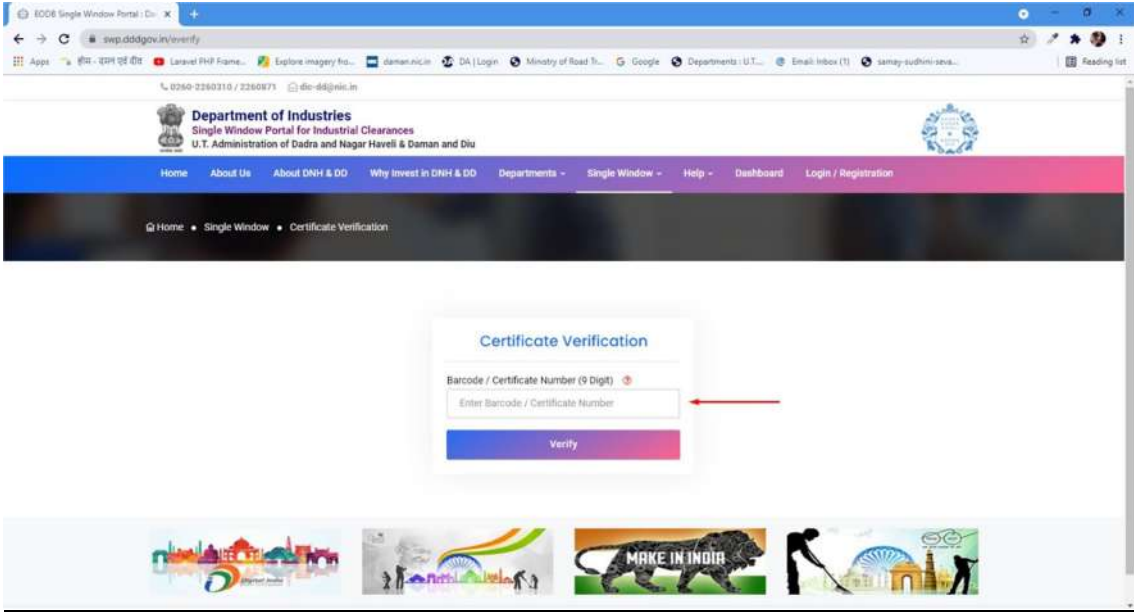 EODB Single Window Portal : Da
swp.dddgov.in/everify
Apps
होम - दमण एवं दीव
Laravel PHP Frame...
Explore imagery fro...
daman.nic.in
DA | Login
Ministry of Road Tr...
Google
Departments : U.T....
Email: Inbox (1)
samay-sudhini-seva...
Reading list
0260-2260310 / 2260871 dic-dd@nic.in
Department of Industries
Single Window Portal for Industrial Clearances
U.T. Administration of Dadra and Nagar Haveli & Daman and Diu
Home About Us About DNH & DD Why Invest in DNH & DD Departments Single Window Help Dashboard Login / Registration
Home • Single Window • Certificate Verification
Certificate Verification
Barcode / Certificate Number (9 Digit)
Enter Barcode / Certificate Number
Verify
Digital India
MAKE IN INDIA